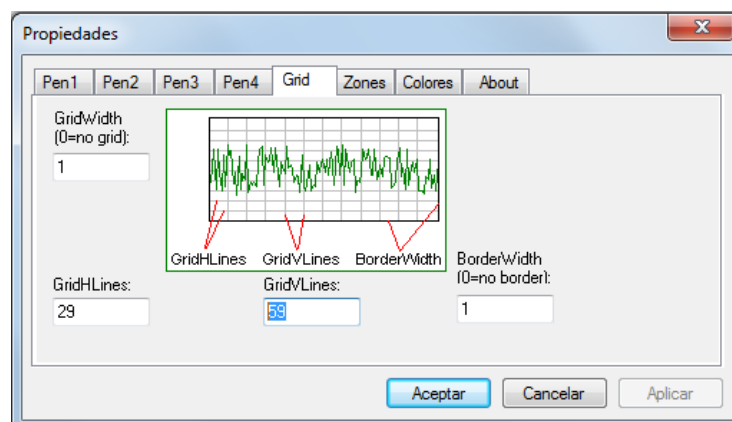 Propiedades
Pen1 Pen2 Pen3 Pen4 Grid Zones Colores About
GridWidth
(0=no grid):
1
GridHLines GridVLines BorderWidth
BorderWidth
(0=no border):
GridHLines:
GridVLines:
29
59
1
Aceptar Cancelar Aplicar